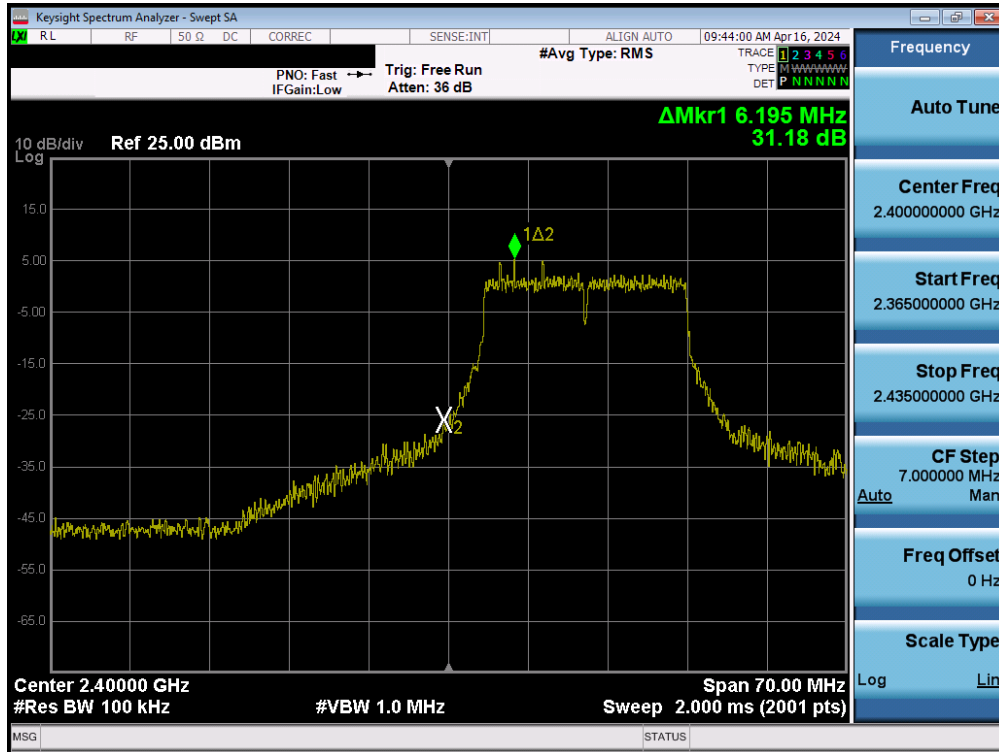 Keysight Spectrum Analyzer - Swept SA
LXI RL RF 50 Ω DC CORREC SENSE:INT ALIGN AUTO 09:44:00 AM Apr 16, 2024
Frequency
PNO: Fast Trig: Free Run #Avg Type: RMS TRACE 1 2 3 4 5 6
IFGain:Low Atten: 36 dB TYPE M W W W W W
DET P N N N N N
Auto Tune
ΔMkr1 6.195 MHz
31.18 dB
10 dB/div Ref 25.00 dBm
Log
15.0
5.00
-5.00
-15.0
-25.0
-35.0
-45.0
-55.0
-65.0
1Δ2
X2
Center 2.40000 GHz Span 70.00 MHz
#Res BW 100 kHz #VBW 1.0 MHz Sweep 2.000 ms (2001 pts)
Center Freq
2.400000000 GHz
Start Freq
2.365000000 GHz
Stop Freq
2.435000000 GHz
CF Step
7.000000 MHz
Auto Man
Freq Offset
0 Hz
Scale Type
Log Lin
MSG STATUS